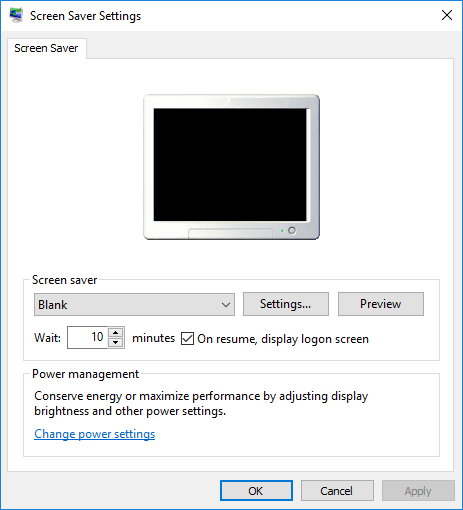 Screen Saver Settings
Screen Saver
Screen saver
Blank
Settings...
Preview
Wait: 10 minutes On resume, display logon screen
Power management
Conserve energy or maximize performance by adjusting display
brightness and other power settings.
Change power settings
OK
Cancel
Apply